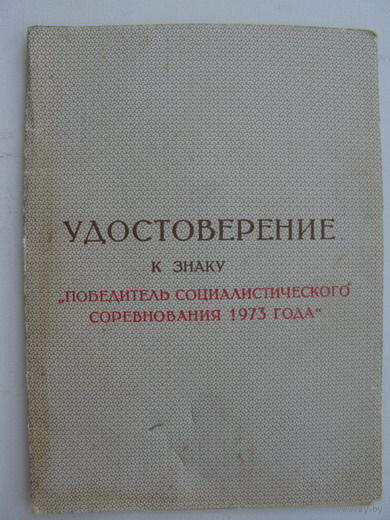 УДОСТОВЕРЕНИЕ
К ЗНАКУ
„ПОБЕДИТЕЛЬ СОЦИАЛИСТИЧЕСКОГО
СОРЕВНОВАНИЯ 1973 ГОДА“